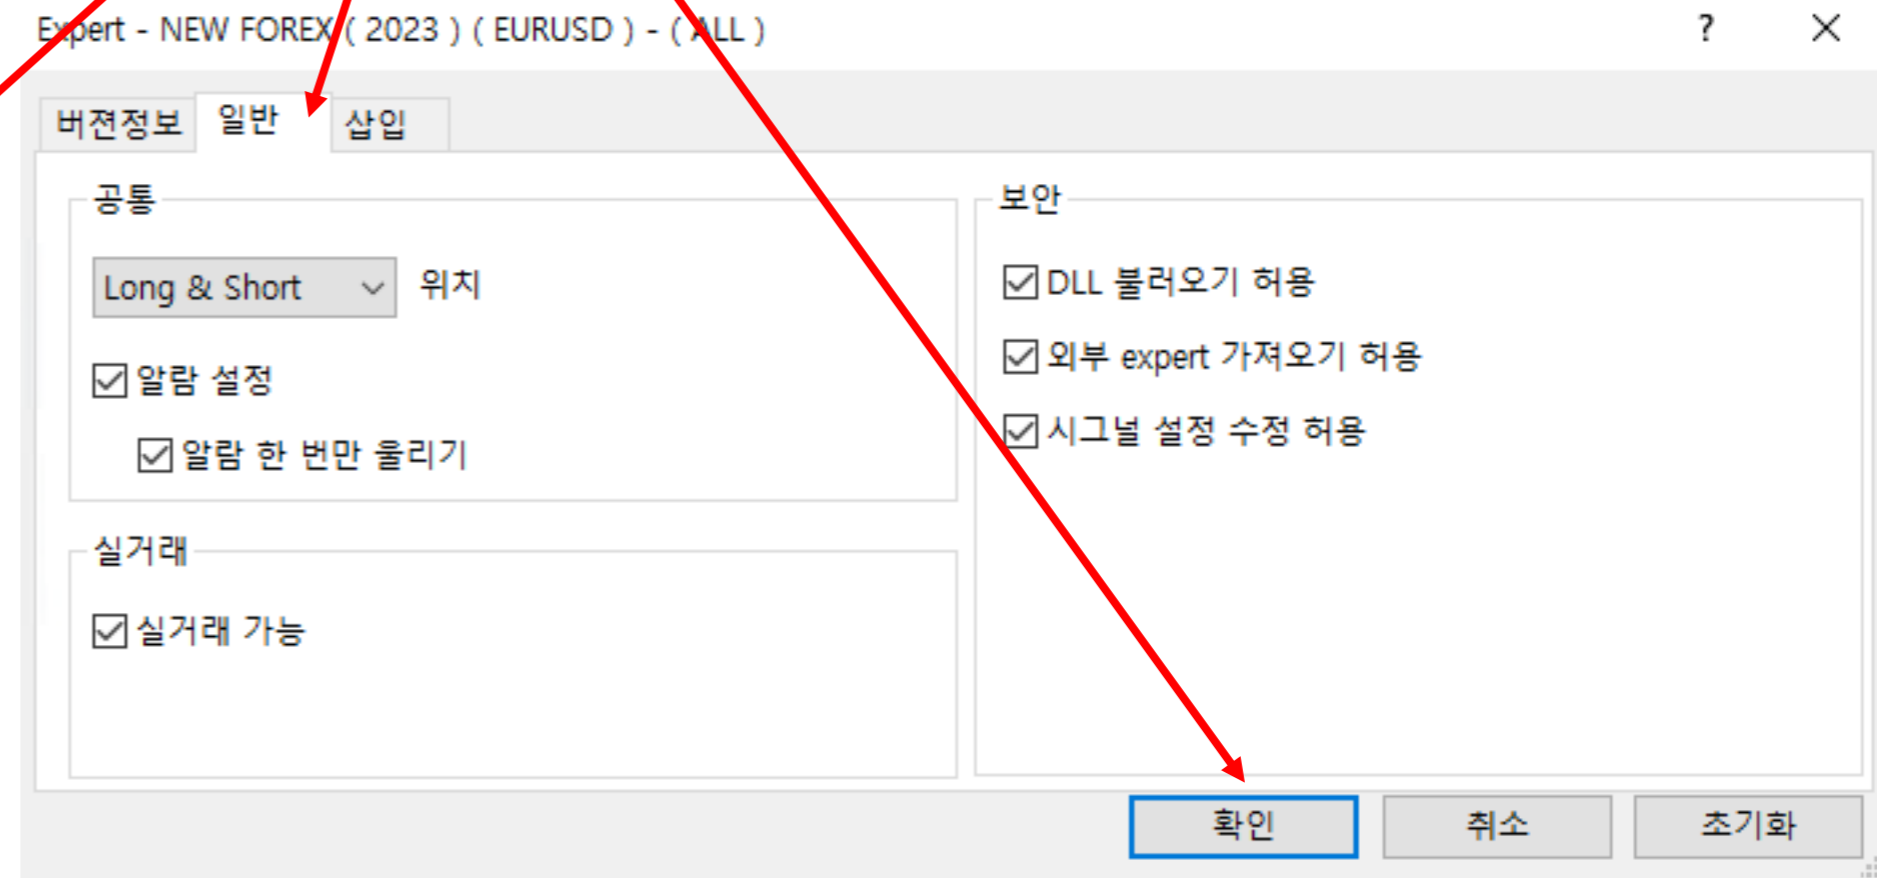 Expert - NEW FOREX ( 2023 ) ( EURUSD ) - ( ALL )
?
버젼정보 일반 삽입
공통
Long & Short 위치
알람 설정
알람 한 번만 울리기
실거래
실거래 가능
보안
DLL 불러오기 허용
외부 expert 가져오기 허용
시그널 설정 수정 허용
확인 취소 초기화